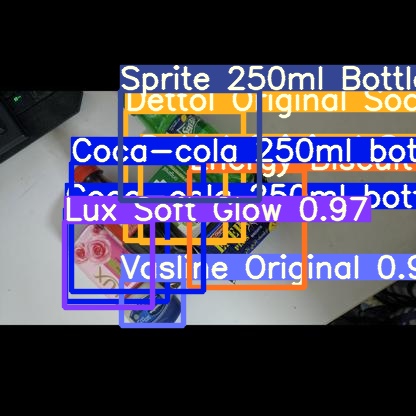 Sprite 250ml Bottle
Dettol Original Soa
Coca-cola 250ml bot
Energy Biscuit
Coca-cola 250ml bott
Lux Soft Glow 0.97
Vasline Original 0.9